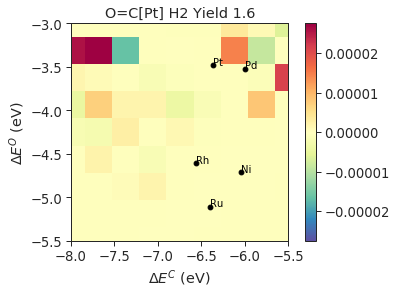 O=C[Pt] H2 Yield 1.6
−3.0
−3.5
−4.0
−4.5
−5.0
−5.5
ΔE^O (eV)
Pt
Pd
Rh
Ni
Ru
−8.0 −7.5 −7.0 −6.5 −6.0 −5.5
ΔE^C (eV)
0.00002
0.00001
0.00000
−0.00001
−0.00002